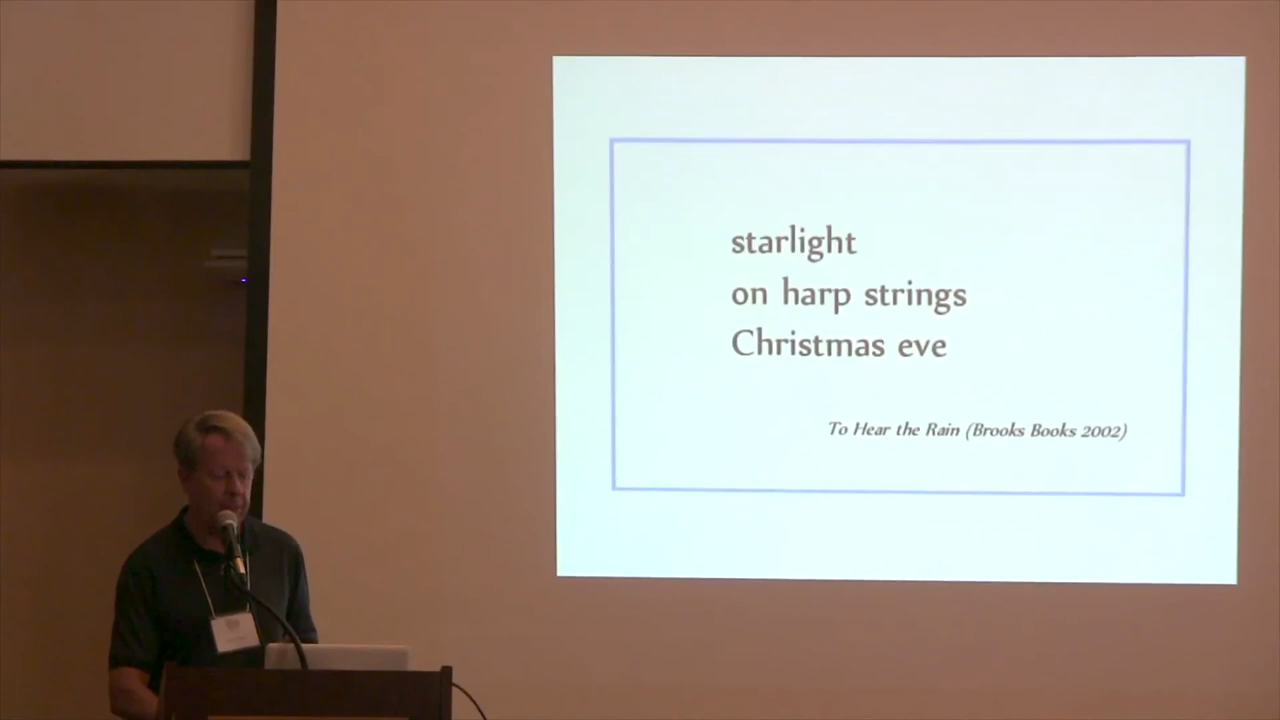 starlight
on harp strings
Christmas eve
To Hear the Rain (Brooks Books 2002)